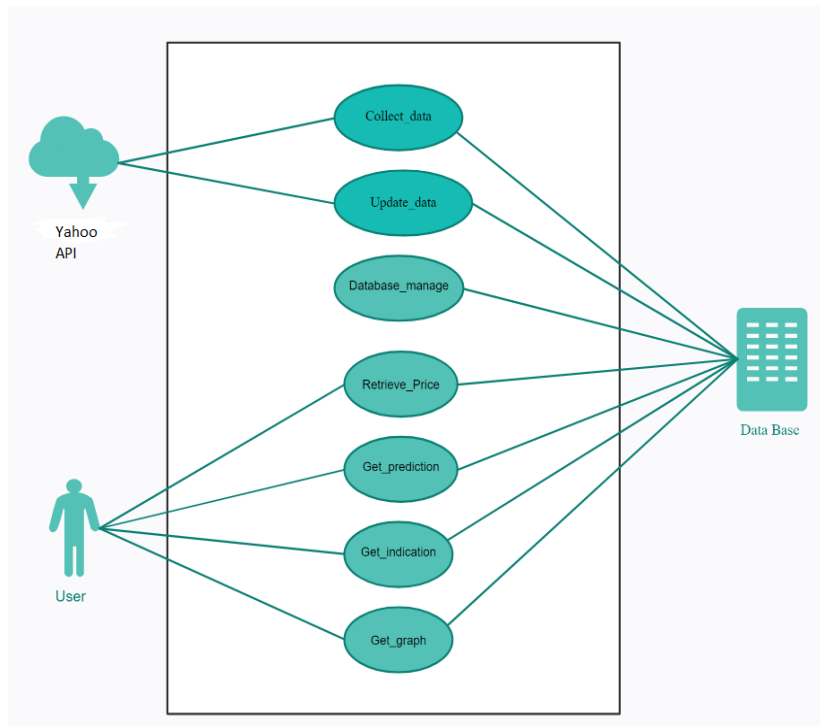 Collect_data
Update_data
Yahoo
API
Database_manage
Retrieve_Price
Data Base
Get_prediction
Get_indication
User
Get_graph